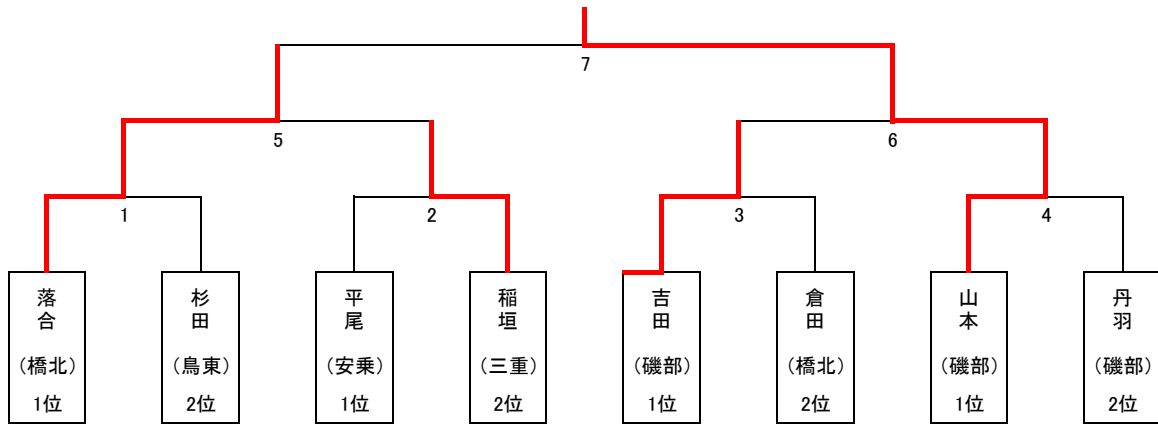 7
5
6
1
2
3
4
落合
(橋北)
1位
杉田
(鳥東)
2位
平尾
(安乗)
1位
稲垣
(三重)
2位
吉田
(磯部)
1位
倉田
(橋北)
2位
山本
(磯部)
1位
丹羽
(磯部)
2位